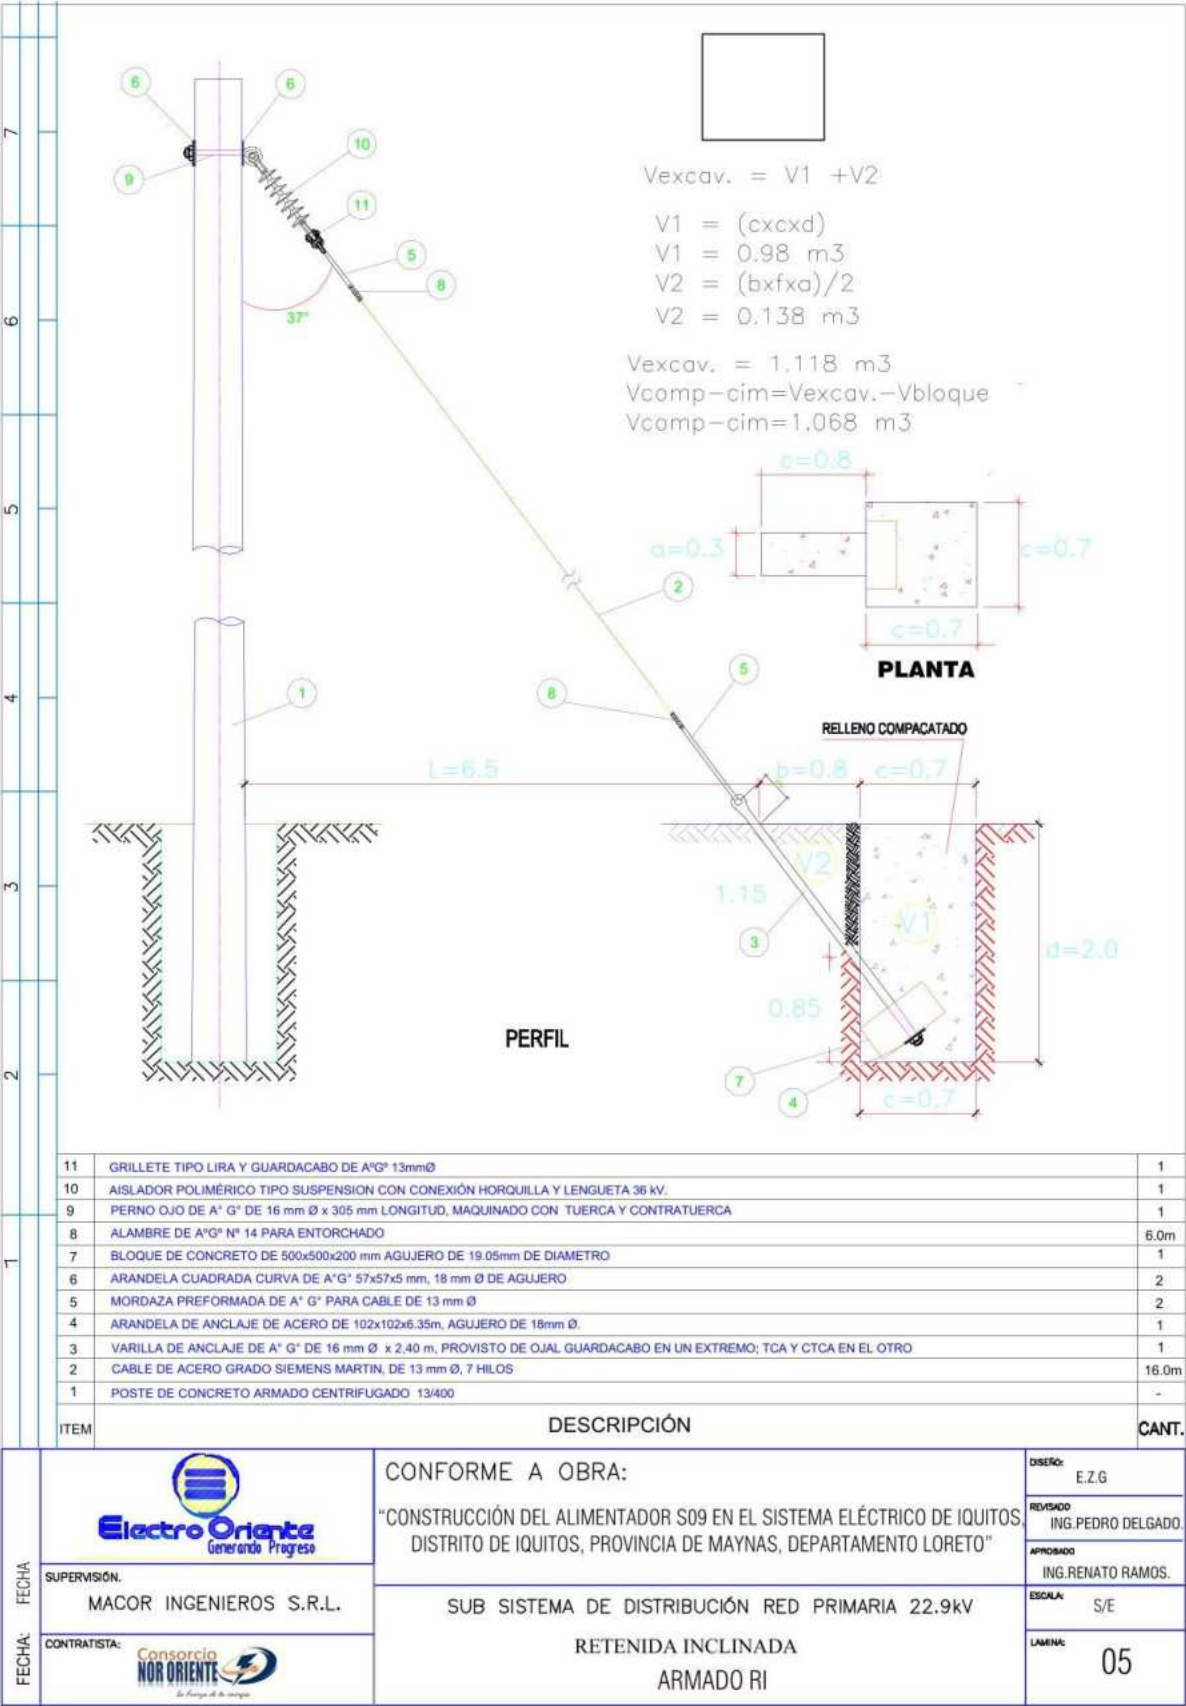 7
6
5
4
3
2
1
6
6
9
10
11
5
8
37°
Vexcav. = V1 +V2
V1 = (cxcxd)
V1 = 0.98 m3
V2 = (bxfxa)/2
V2 = 0.138 m3
Vexcav. = 1.118 m3
Vcomp-cim=Vexcav.-Vbloque
Vcomp-cim=1.068 m3
c=0.8
a=0.3
c=0.7
c=0.7
PLANTA
2
5
8
1
RELLENO COMPACATADO
L=6.5
b=0.8
c=0.7
V2
1.15
V1
3
d=2.0
0.85
PERFIL
7
4
c=0.7
11 GRILLETE TIPO LIRA Y GUARDACABO DE AºGº 13mmØ 1
10 AISLADOR POLIMÉRICO TIPO SUSPENSION CON CONEXIÓN HORQUILLA Y LENGUETA 36 kV. 1
9 PERNO OJO DE A° G° DE 16 mm Ø x 305 mm LONGITUD, MAQUINADO CON TUERCA Y CONTRATUERCA 1
8 ALAMBRE DE AºGº Nº 14 PARA ENTORCHADO 6.0m
7 BLOQUE DE CONCRETO DE 500x500x200 mm AGUJERO DE 19.05mm DE DIAMETRO 1
6 ARANDELA CUADRADA CURVA DE A°G° 57x57x5 mm, 18 mm Ø DE AGUJERO 2
5 MORDAZA PREFORMADA DE A° G° PARA CABLE DE 13 mm Ø 2
4 ARANDELA DE ANCLAJE DE ACERO DE 102x102x6.35m, AGUJERO DE 18mm Ø. 1
3 VARILLA DE ANCLAJE DE A° G° DE 16 mm Ø x 2,40 m, PROVISTO DE OJAL GUARDACABO EN UN EXTREMO; TCA Y CTCA EN EL OTRO 1
2 CABLE DE ACERO GRADO SIEMENS MARTIN, DE 13 mm Ø, 7 HILOS 16.0m
1 POSTE DE CONCRETO ARMADO CENTRIFUGADO 13/400 -
ITEM DESCRIPCIÓN CANT.
FECHA: FECHA
Electro Oriente
Generando Progreso
SUPERVISIÓN.
MACOR INGENIEROS S.R.L.
CONTRATISTA:
Consorcio
NOR ORIENTE
La fuerza de tu energía
CONFORME A OBRA:
"CONSTRUCCIÓN DEL ALIMENTADOR S09 EN EL SISTEMA ELÉCTRICO DE IQUITOS,
DISTRITO DE IQUITOS, PROVINCIA DE MAYNAS, DEPARTAMENTO LORETO"
SUB SISTEMA DE DISTRIBUCIÓN RED PRIMARIA 22.9kV
RETENIDA INCLINADA
ARMADO RI
DISEÑO:
E.Z.G
REVISADO
ING.PEDRO DELGADO.
APROBADO
ING.RENATO RAMOS.
ESCALA:
S/E
LAMINA:
05